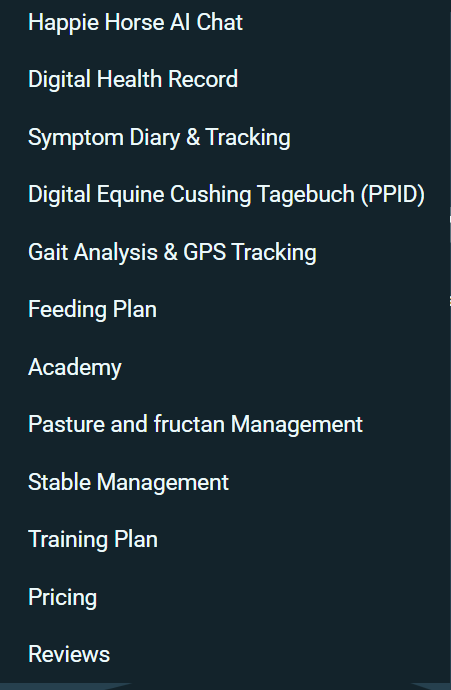 Happie Horse AI Chat
Digital Health Record
Symptom Diary & Tracking
Digital Equine Cushing Tagebuch (PPID)
Gait Analysis & GPS Tracking
Feeding Plan
Academy
Pasture and fructan Management
Stable Management
Training Plan
Pricing
Reviews